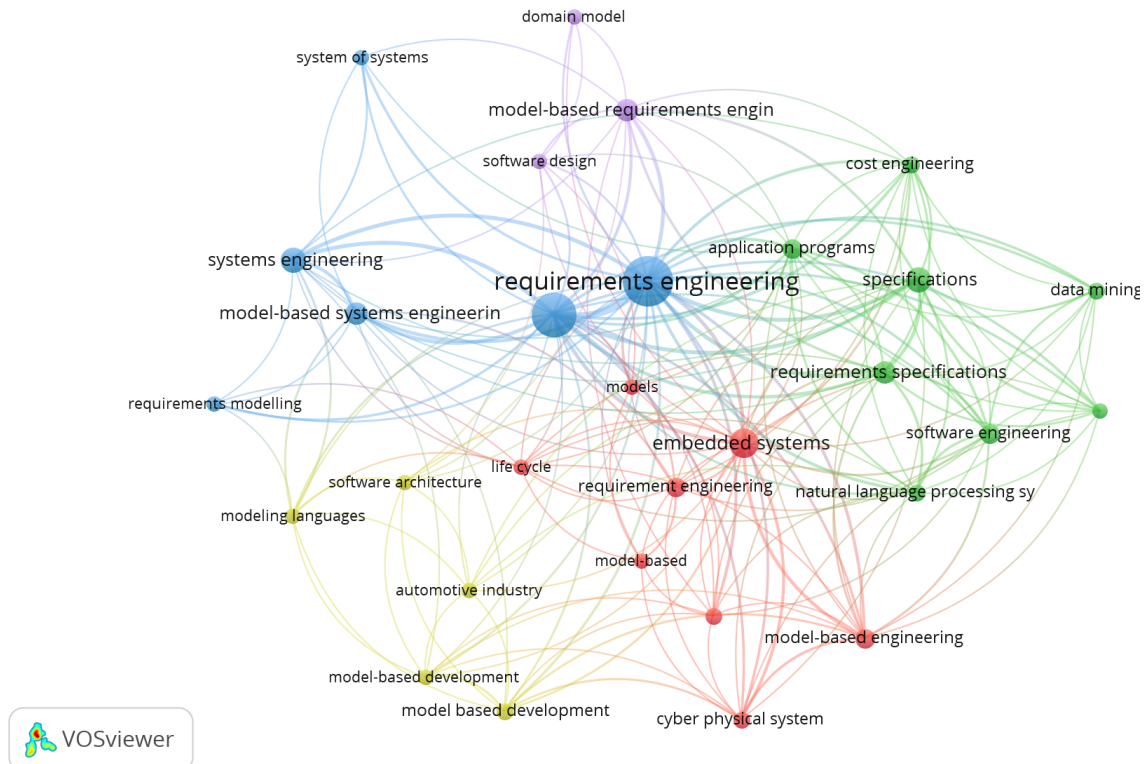 domain model
system of systems
model-based requirements engin
software design
cost engineering
application programs
systems engineering
requirements engineering
specifications
data mining
model-based systems engineerin
requirements specifications
models
requirements modelling
software engineering
embedded systems
life cycle
software architecture
requirement engineering
natural language processing sy
modeling languages
model-based
automotive industry
model-based engineering
model-based development
model based development
cyber physical system
VOSviewer